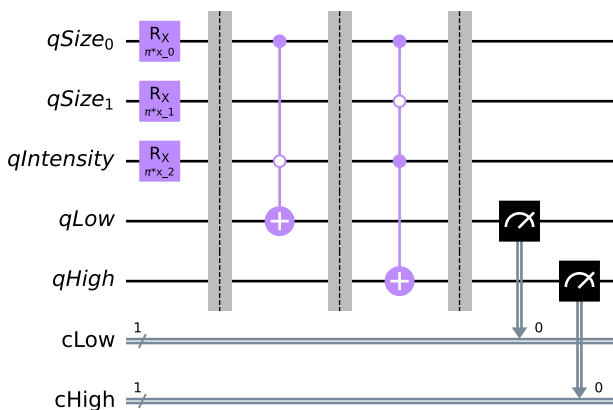 qSize0
RX
π*x_0
qSize1
RX
π*x_1
qIntensity
RX
π*x_2
qLow
qHigh
cLow
1
0
cHigh
1
0